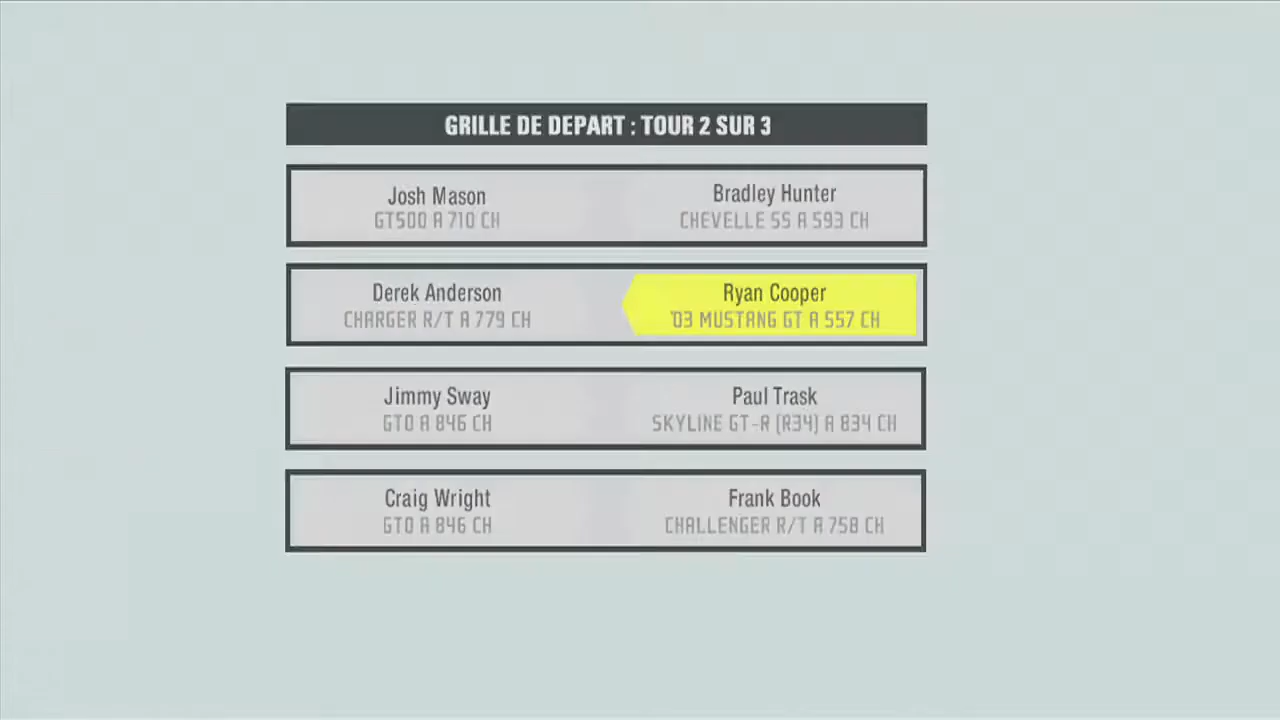 GRILLE DE DEPART : TOUR 2 SUR 3
Josh Mason
GT500 A 710 CH
Bradley Hunter
CHEVELLE SS A 593 CH
Derek Anderson
CHARGER R/T A 779 CH
Ryan Cooper
'03 MUSTANG GT A 557 CH
Jimmy Sway
GTO A 846 CH
Paul Trask
SKYLINE GT-R (R34) A 834 CH
Craig Wright
GTO A 846 CH
Frank Book
CHALLENGER R/T A 758 CH